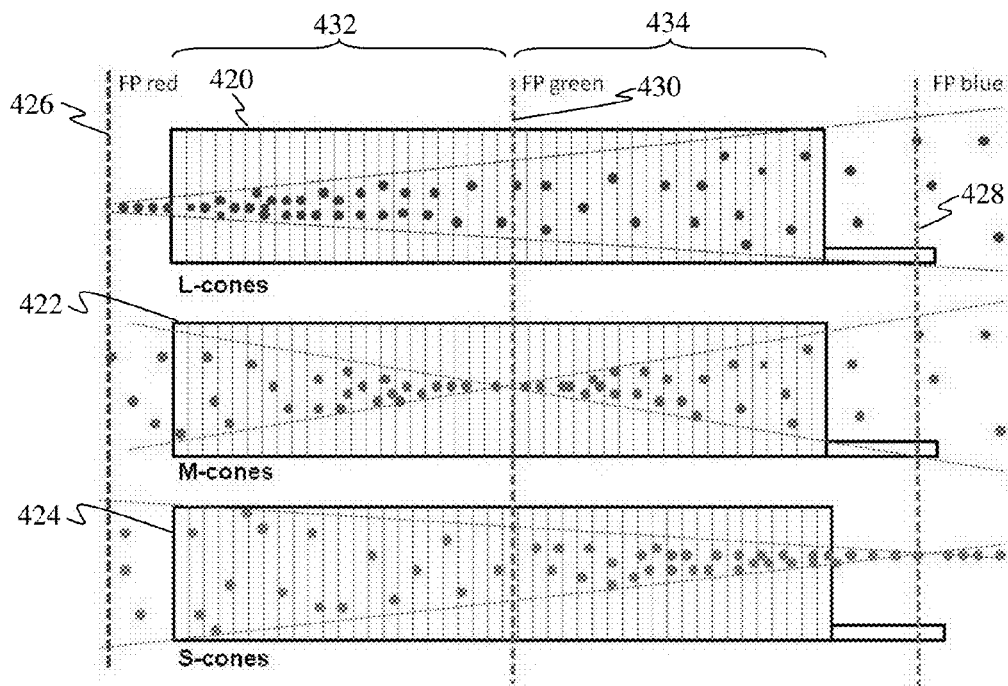 432
434
FP red
420
FP green
430
FP blue
426
428
L-cones
422
M-cones
424
S-cones